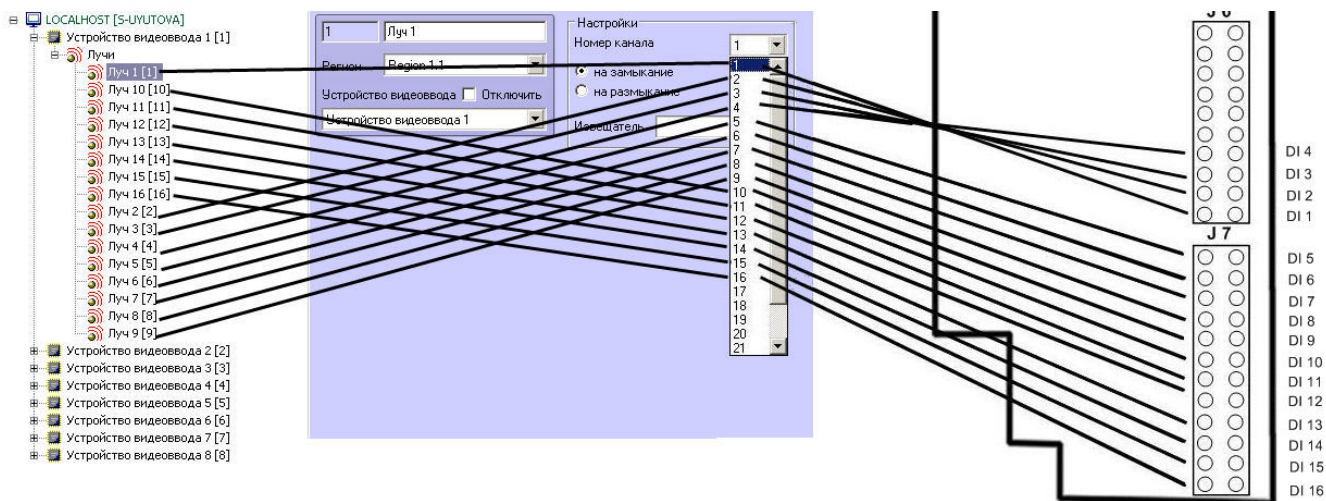 LOCALHOST [S-UYUTOVA]
Устройство видеоввода 1 [1]
Лучи
Луч 1 [1]
Луч 10 [10]
Луч 11 [11]
Луч 12 [12]
Луч 13 [13]
Луч 14 [14]
Луч 15 [15]
Луч 16 [16]
Луч 2 [2]
Луч 3 [3]
Луч 4 [4]
Луч 5 [5]
Луч 6 [6]
Луч 7 [7]
Луч 8 [8]
Луч 9 [9]
Устройство видеоввода 2 [2]
Устройство видеоввода 3 [3]
Устройство видеоввода 4 [4]
Устройство видеоввода 5 [5]
Устройство видеоввода 6 [6]
Устройство видеоввода 7 [7]
Устройство видеоввода 8 [8]
1 Луч 1
Регион Region 1.1
Устройство видеоввода Отключить
Устройство видеоввода 1
Настройки
Номер канала 1
на замыкание
на размыкание
Извещатель
1
2
3
4
5
6
7
8
9
10
11
12
13
14
15
16
17
18
19
20
21
J 6
DI 4
DI 3
DI 2
DI 1
J 7
DI 5
DI 6
DI 7
DI 8
DI 9
DI 10
DI 11
DI 12
DI 13
DI 14
DI 15
DI 16